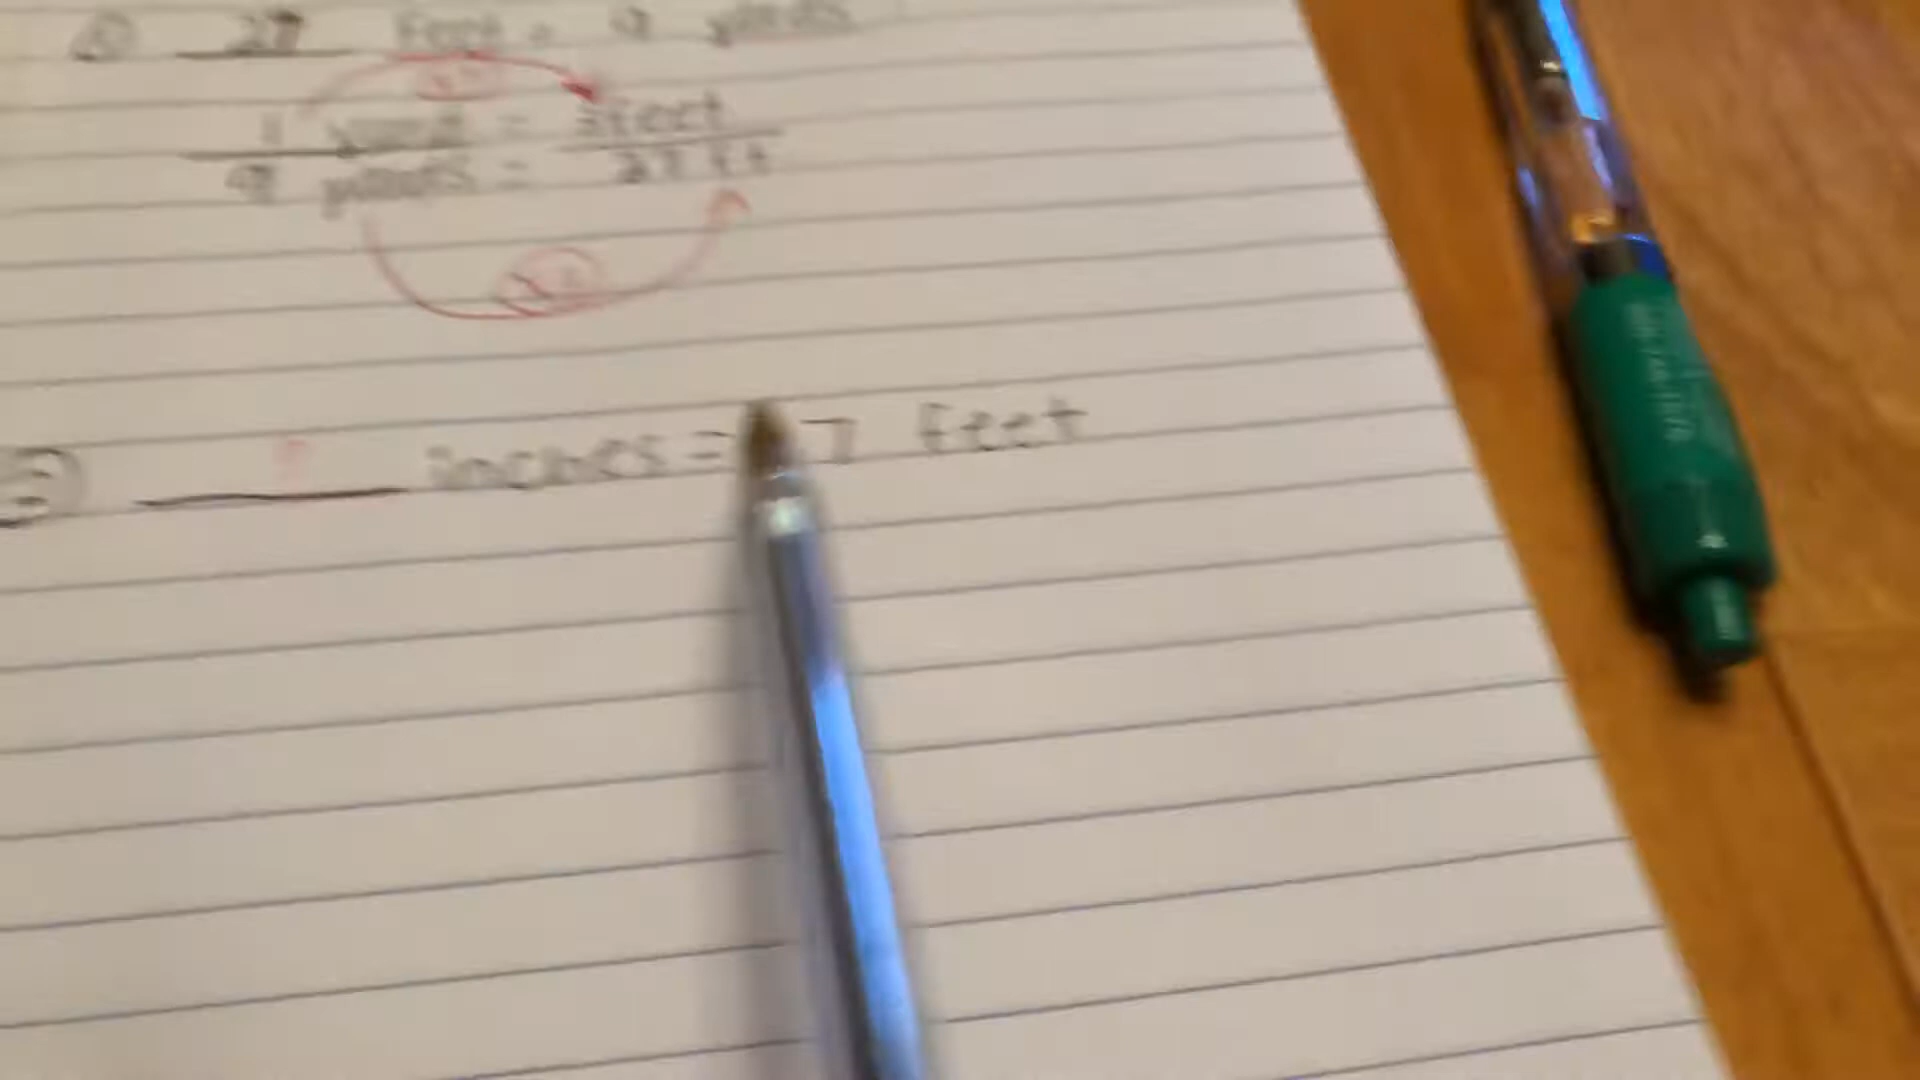 27 Feet = 9 yards
1 yard = 3 feet
9 yards = 27 ft
? inches = 7 feet